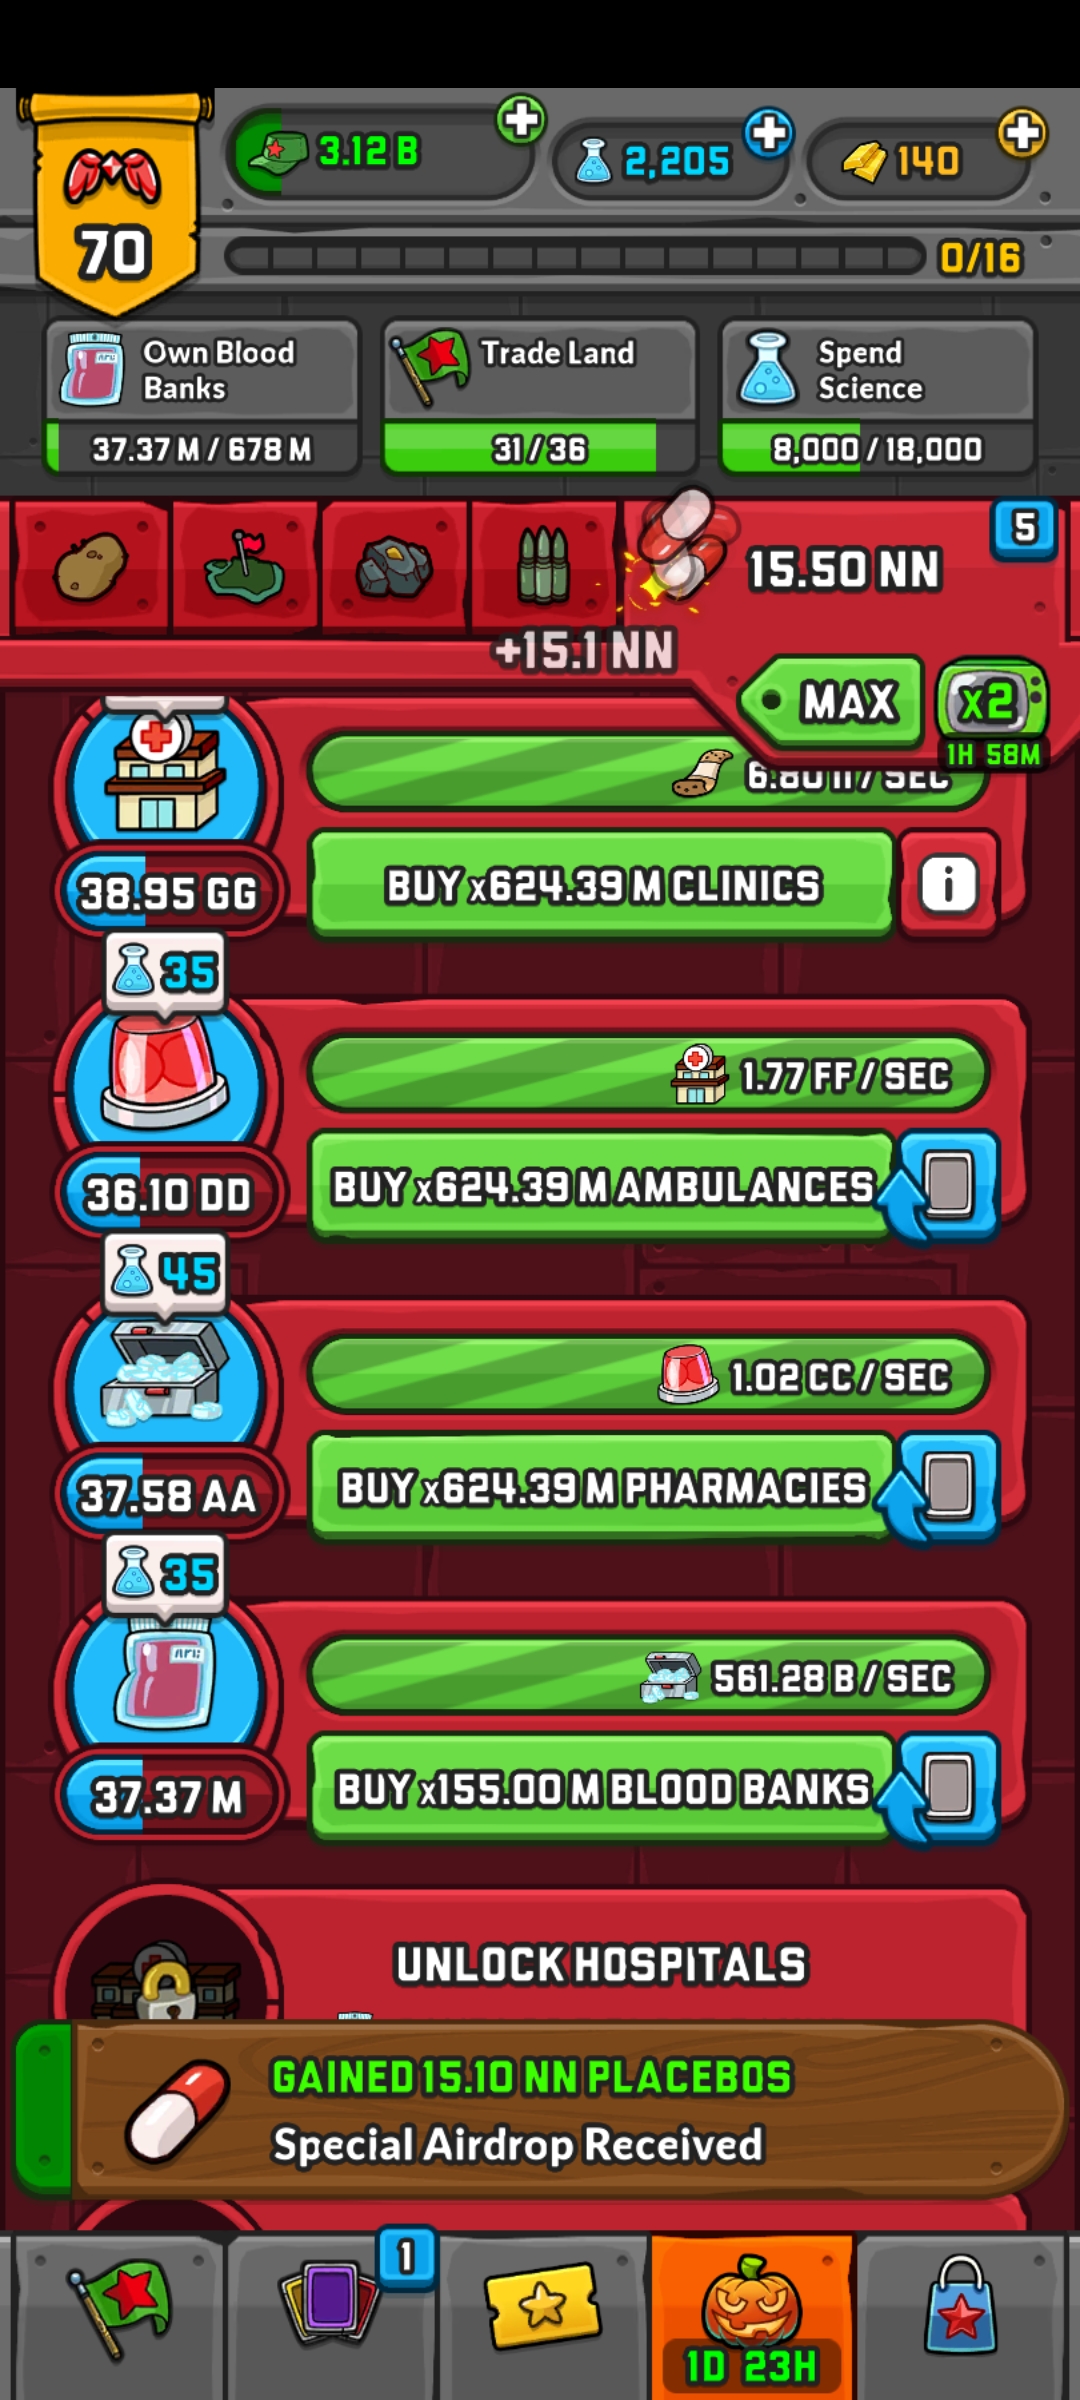 3.12 B
2,205
140
70
0/16
Own Blood
Banks
37.37 M / 678 M
Trade Land
31 / 36
Spend
Science
8,000 / 18,000
15.50 NN
5
+15.1 NN
MAX
x2
1H 58M
BUY x624.39 M CLINICS
i
38.95 GG
35
1.77 FF / SEC
36.10 DD
BUY x624.39 M AMBULANCES
45
1.02 CC / SEC
37.58 AA
BUY x624.39 M PHARMACIES
35
561.28 B / SEC
37.37 M
BUY x155.00 M BLOOD BANKS
UNLOCK HOSPITALS
GAINED 15.10 NN PLACEBOS
Special Airdrop Received
1
1D 23H